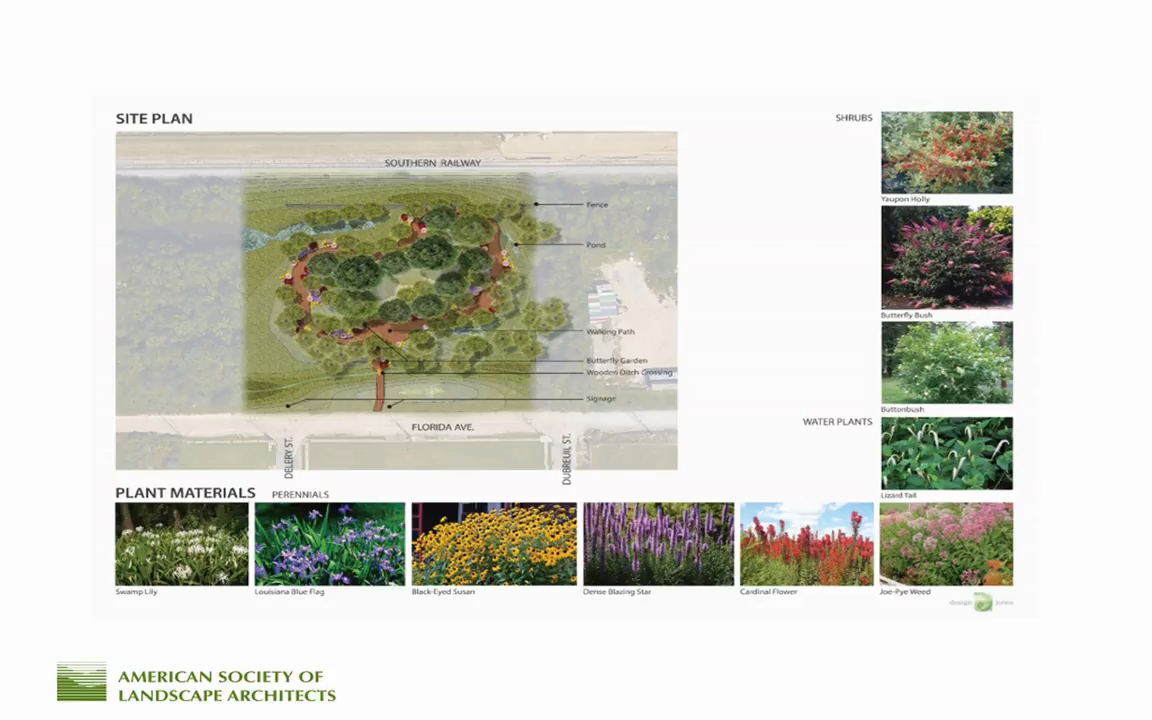 SITE PLAN
SOUTHERN RAILWAY
Fence
Pond
Walking Path
Butterfly Garden
Wooden Ditch Crossing
Signage
FLORIDA AVE.
DELERY ST.
DUBREUIL ST.
SHRUBS
Yaupon Holly
Butterfly Bush
Buttonbush
WATER PLANTS
Lizard Tail
PLANT MATERIALS PERENNIALS
Swamp Lily
Louisiana Blue Flag
Black-Eyed Susan
Dense Blazing Star
Cardinal Flower
Joe-Pye Weed
design jones
AMERICAN SOCIETY OF
LANDSCAPE ARCHITECTS